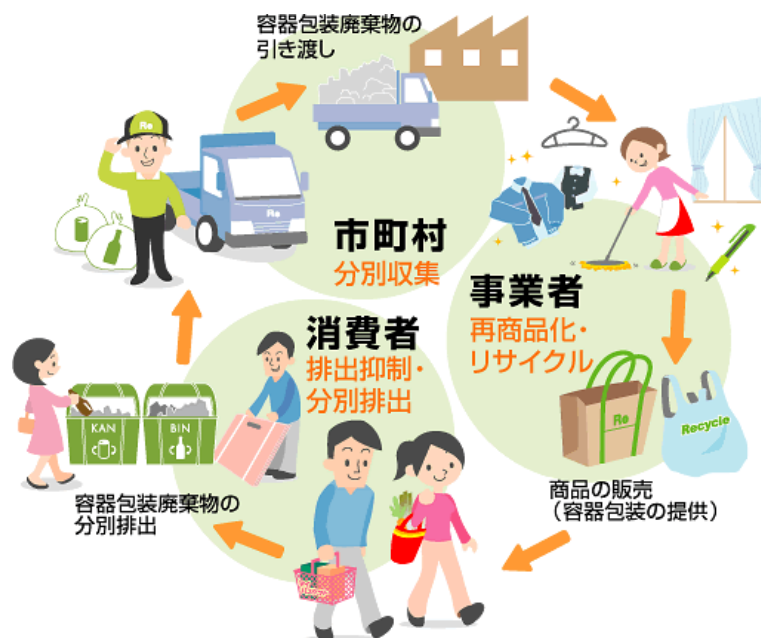 容器包装廃棄物の
引き渡し
Re
Re
市町村
分別収集
事業者
再商品化・
リサイクル
消費者
排出抑制・
分別排出
KAN
BIN
Re
Recycle
容器包装廃棄物の
分別排出
商品の販売
（容器包装の提供）